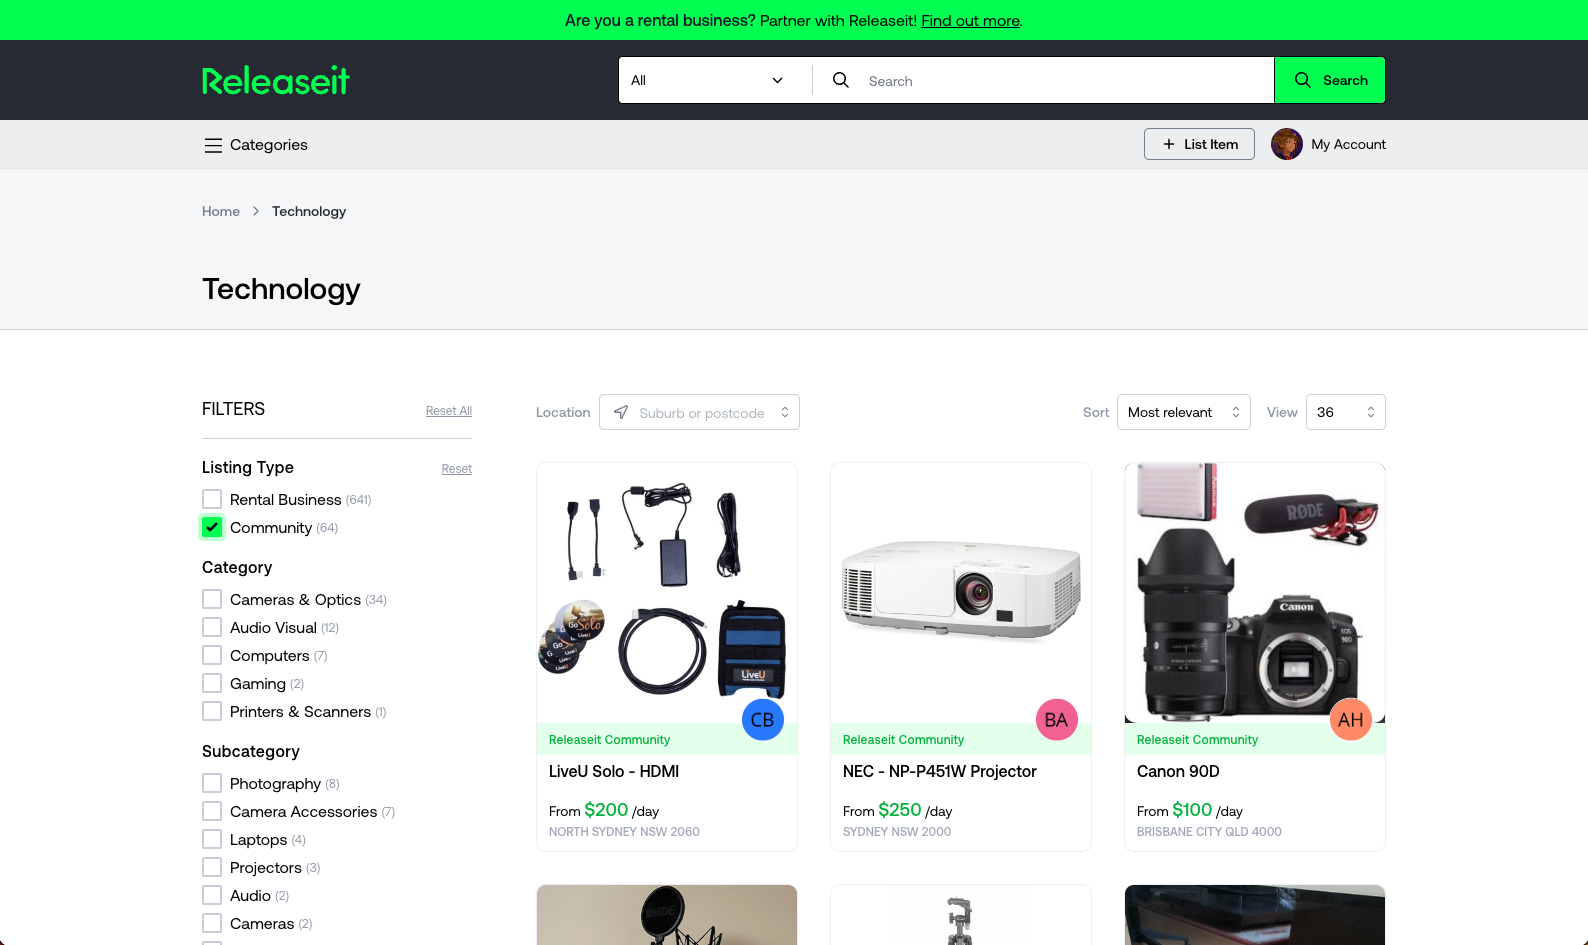 Are you a rental business? Partner with Releaseit! Find out more.
Releaseit
All
Search
Search
Categories
+ List Item
My Account
Home > Technology
Technology
FILTERS
Reset All
Location
Suburb or postcode
Sort
Most relevant
View
36
Listing Type
Reset
Rental Business (641)
Community (64)
Category
Cameras & Optics (34)
Audio Visual (12)
Computers (7)
Gaming (2)
Printers & Scanners (1)
Subcategory
Photography (8)
Camera Accessories (7)
Laptops (4)
Projectors (3)
Audio (2)
Cameras (2)
Go
Solo
LiveU
LiveU
CB
Releaseit Community
LiveU Solo - HDMI
From $200 /day
NORTH SYDNEY NSW 2060
BA
Releaseit Community
NEC - NP-P451W Projector
From $250 /day
SYDNEY NSW 2000
RØDE
Canon
EOS
90D
AH
Releaseit Community
Canon 90D
From $100 /day
BRISBANE CITY QLD 4000
RØDE